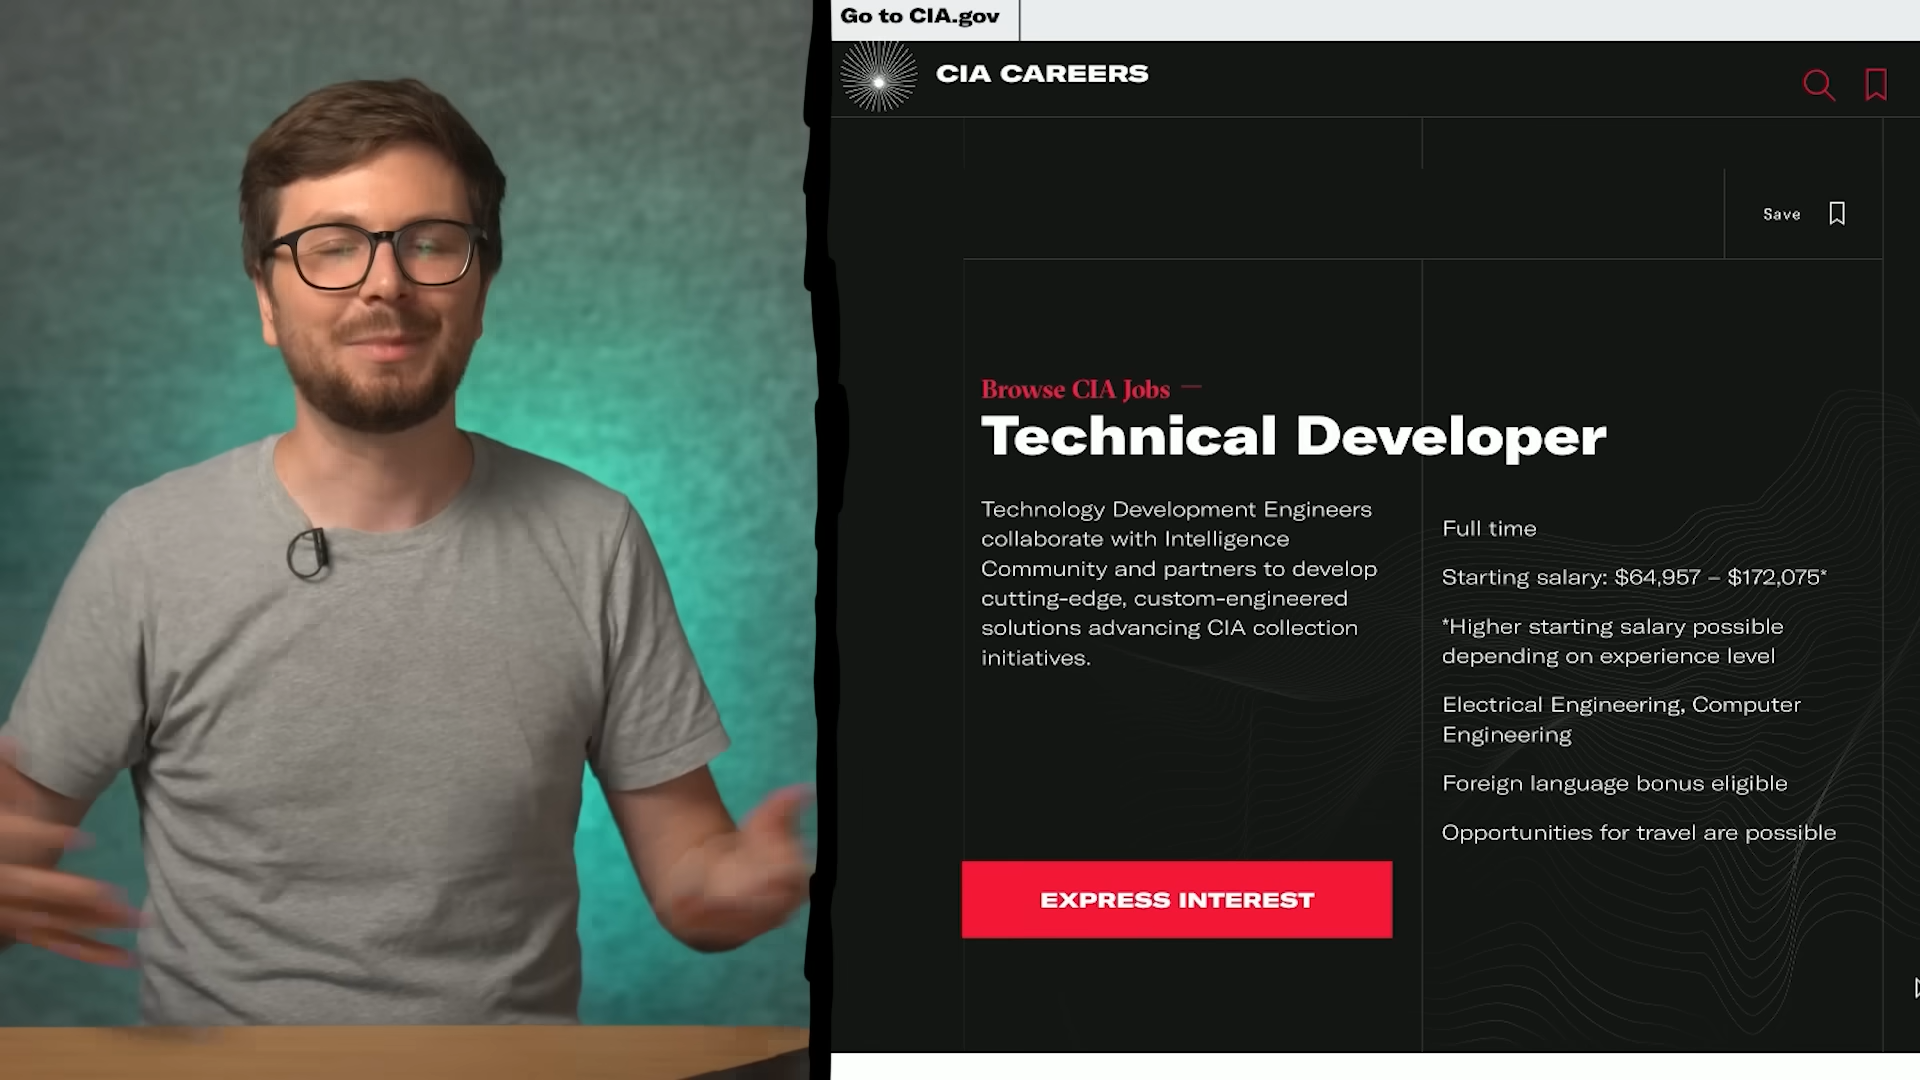 Go to CIA.gov
CIA CAREERS
Save
Browse CIA Jobs —
Technical Developer
Technology Development Engineers
collaborate with Intelligence
Community and partners to develop
cutting-edge, custom-engineered
solutions advancing CIA collection
initiatives.
EXPRESS INTEREST
Full time
Starting salary: $64,957 – $172,075*
*Higher starting salary possible
depending on experience level
Electrical Engineering, Computer
Engineering
Foreign language bonus eligible
Opportunities for travel are possible